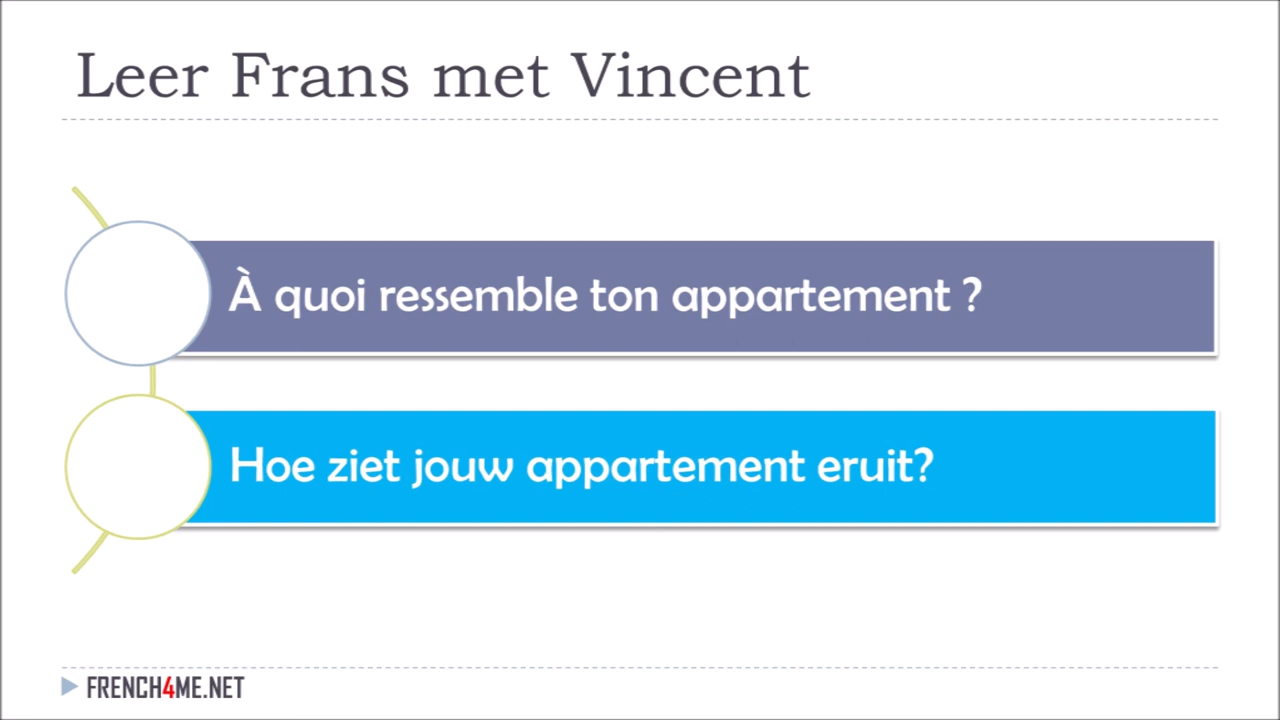 Leer Frans met Vincent
À quoi ressemble ton appartement ?
Hoe ziet jouw appartement eruit?
FRENCH4ME.NET